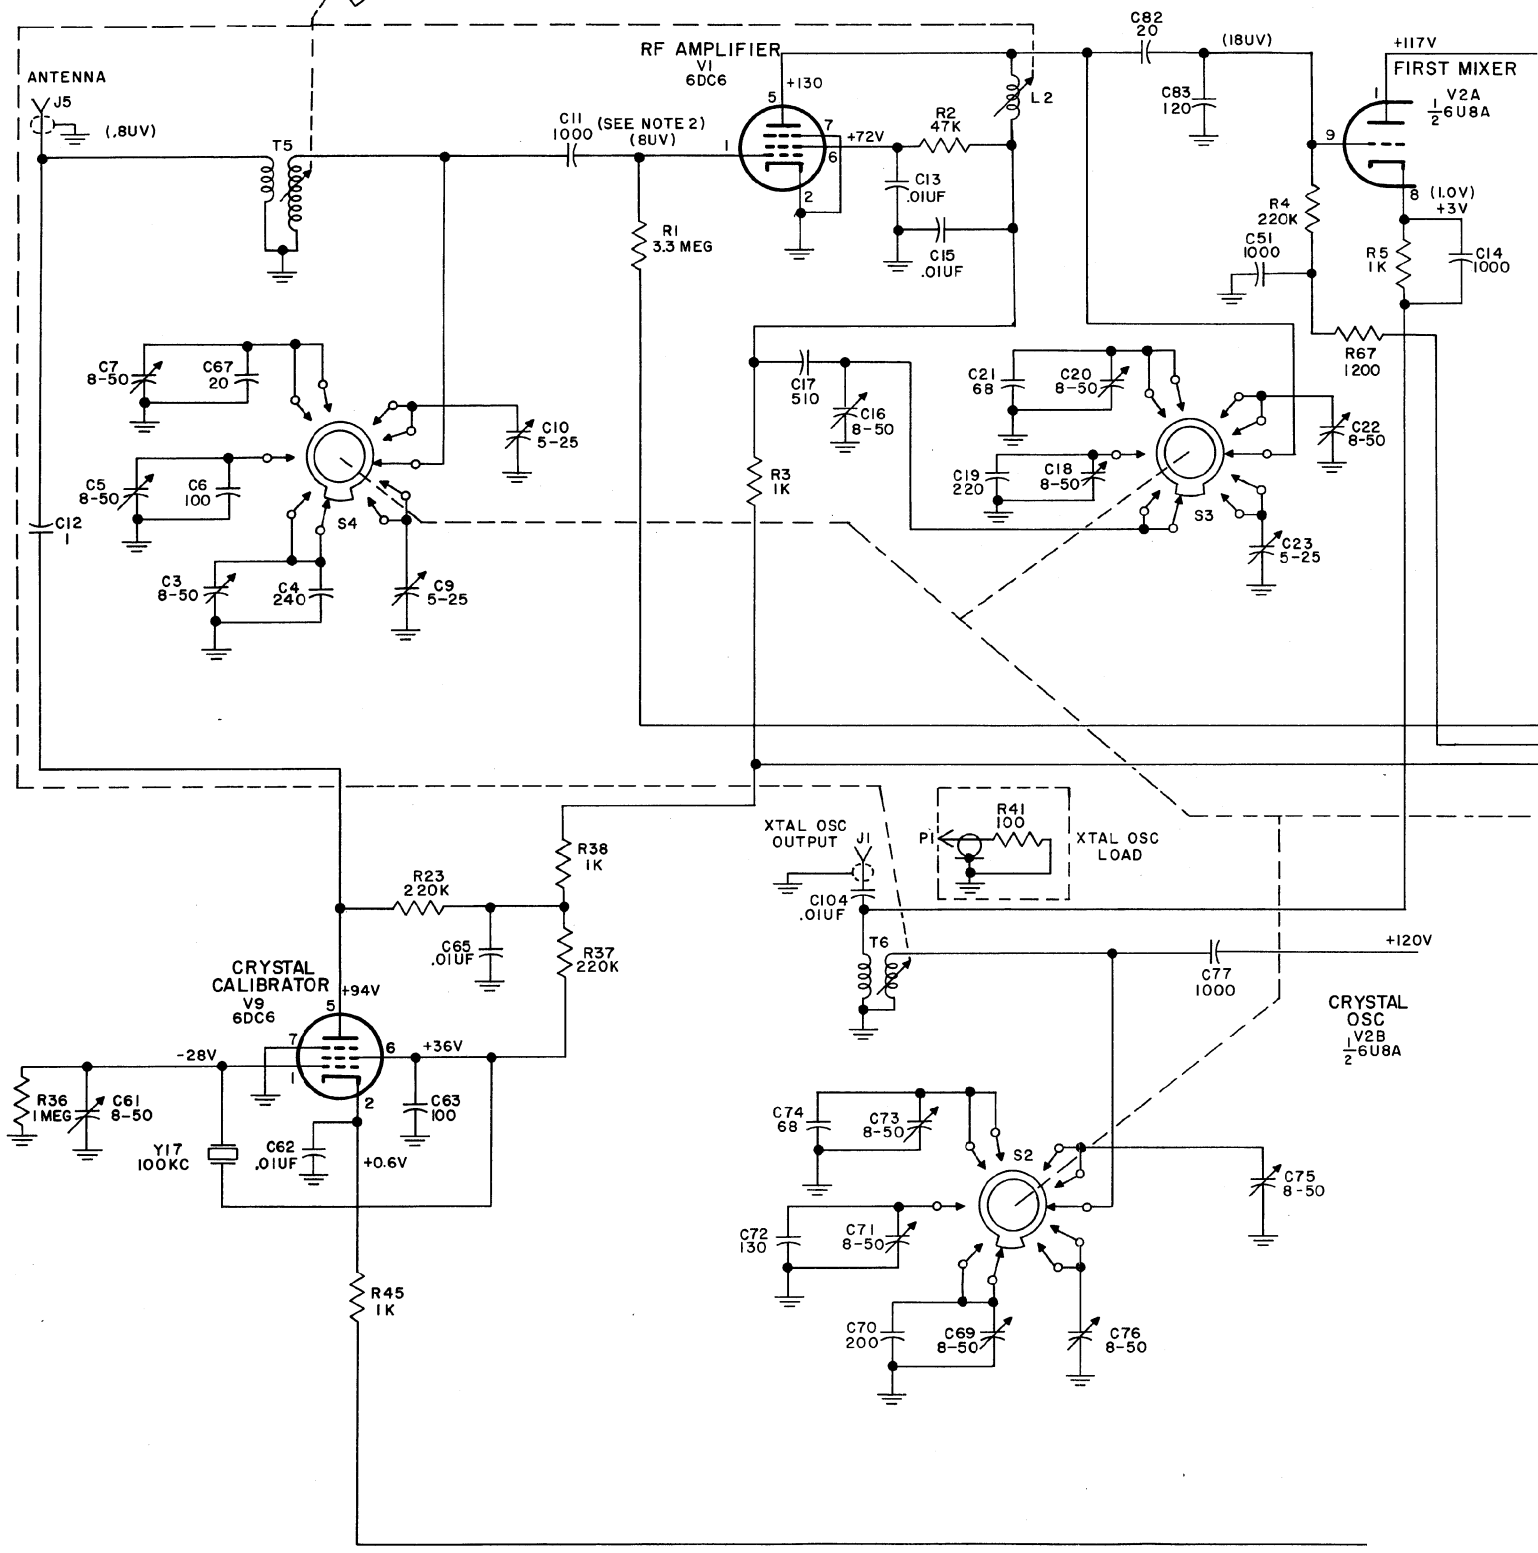 ANTENNA
J5
(.8UV)
T5
C11
1000
(SEE NOTE 2)
(8UV)
RF AMPLIFIER
V1
6DC6
+130
5
7
6
1
2
+72V
R2
47K
L2
C13
.01UF
C15
.01UF
R1
3.3 MEG
C82
20
(18UV)
C83
120
+117V
FIRST MIXER
1
V2A
1/2 6U8A
9
8
(1.0V)
+3V
R4
220K
C51
1000
R5
1K
C14
1000
R67
1200
C7
8-50
C67
20
C10
5-25
C5
8-50
C6
100
S4
C3
8-50
C4
240
C9
5-25
C12
1
C17
510
C16
8-50
R3
1K
C21
68
C20
8-50
C22
8-50
C19
220
C18
8-50
S3
C23
5-25
XTAL OSC
OUTPUT
J1
P1
R41
100
XTAL OSC
LOAD
C104
.01UF
T6
C77
1000
+120V
CRYSTAL
OSC
V2B
1/2 6U8A
R38
1K
R23
220K
C65
.01UF
R37
220K
CRYSTAL
CALIBRATOR
V9
6DC6
+94V
5
7
6
1
2
-28V
+36V
R36
1MEG
C61
8-50
Y17
100KC
C62
.01UF
+0.6V
C63
100
R45
1K
C74
68
C73
8-50
S2
C75
8-50
C72
130
C71
8-50
C70
200
C69
8-50
C76
8-50